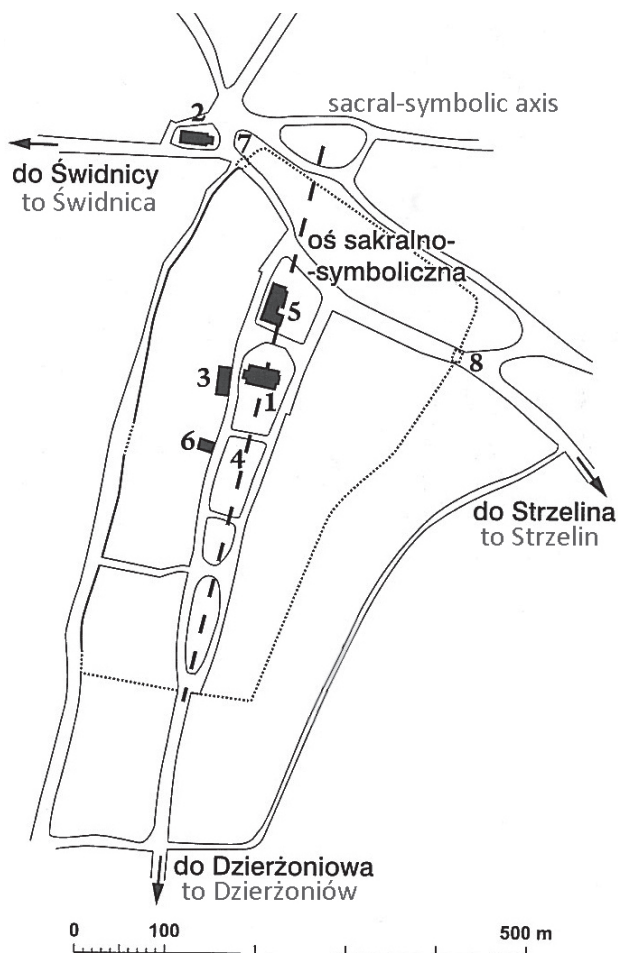 2
sacral-symbolic axis
7
do Świdnicy
to Świdnica
oś sakralno-
-symboliczna
5
8
3
1
6
4
do Strzelina
to Strzelin
do Dzierżoniowa
to Dzierżoniów
0 100 500 m